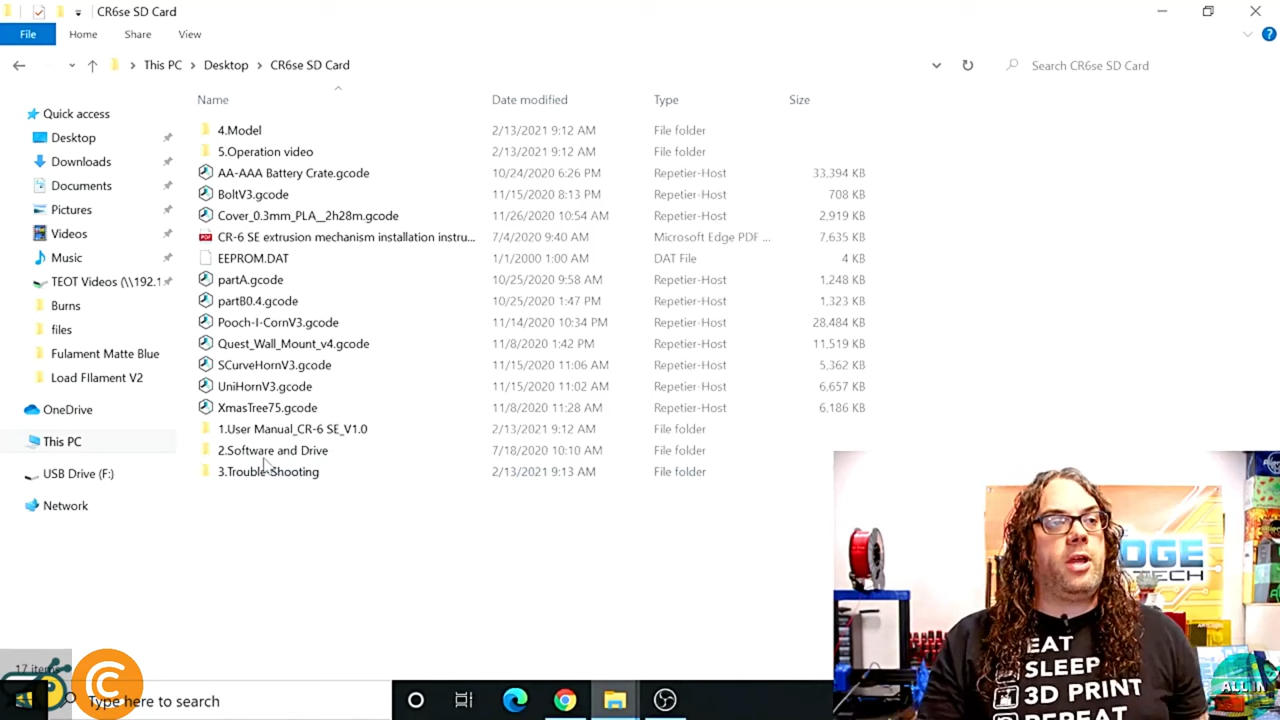 CR6se SD Card
File Home Share View
This PC Desktop CR6se SD Card Search CR6se SD Card
Name Date modified Type Size
Quick access
Desktop
Downloads
Documents
Pictures
Videos
Music
TEOT Videos (\\192.1
Burns
files
Fulament Matte Blue
Load FIlament V2
OneDrive
This PC
USB Drive (F:)
Network
4.Model 2/13/2021 9:12 AM File folder
5.Operation video 2/13/2021 9:12 AM File folder
AA-AAA Battery Crate.gcode 10/24/2020 6:26 PM Repetier-Host 33,394 KB
BoltV3.gcode 11/15/2020 8:13 PM Repetier-Host 708 KB
Cover_0.3mm_PLA__2h28m.gcode 11/26/2020 10:54 AM Repetier-Host 2,919 KB
CR-6 SE extrusion mechanism installation instru... 7/4/2020 9:40 AM Microsoft Edge PDF ... 7,635 KB
EEPROM.DAT 1/1/2000 1:00 AM DAT File 4 KB
partA.gcode 10/25/2020 9:58 AM Repetier-Host 1,248 KB
partB0.4.gcode 10/25/2020 1:47 PM Repetier-Host 1,323 KB
Pooch-I-CornV3.gcode 11/14/2020 10:34 PM Repetier-Host 28,484 KB
Quest_Wall_Mount_v4.gcode 11/8/2020 1:42 PM Repetier-Host 11,519 KB
SCurveHornV3.gcode 11/15/2020 11:06 AM Repetier-Host 5,362 KB
UniHornV3.gcode 11/15/2020 11:02 AM Repetier-Host 6,657 KB
XmasTree75.gcode 11/8/2020 11:28 AM Repetier-Host 6,186 KB
1.User Manual_CR-6 SE_V1.0 2/13/2021 9:12 AM File folder
2.Software and Drive 7/18/2020 10:10 AM File folder
3.Trouble Shooting 2/13/2021 9:13 AM File folder
17 items
Type here to search
DGE
TECH
EAT
SLEEP
3D PRINT
REPEAT
ALL IN